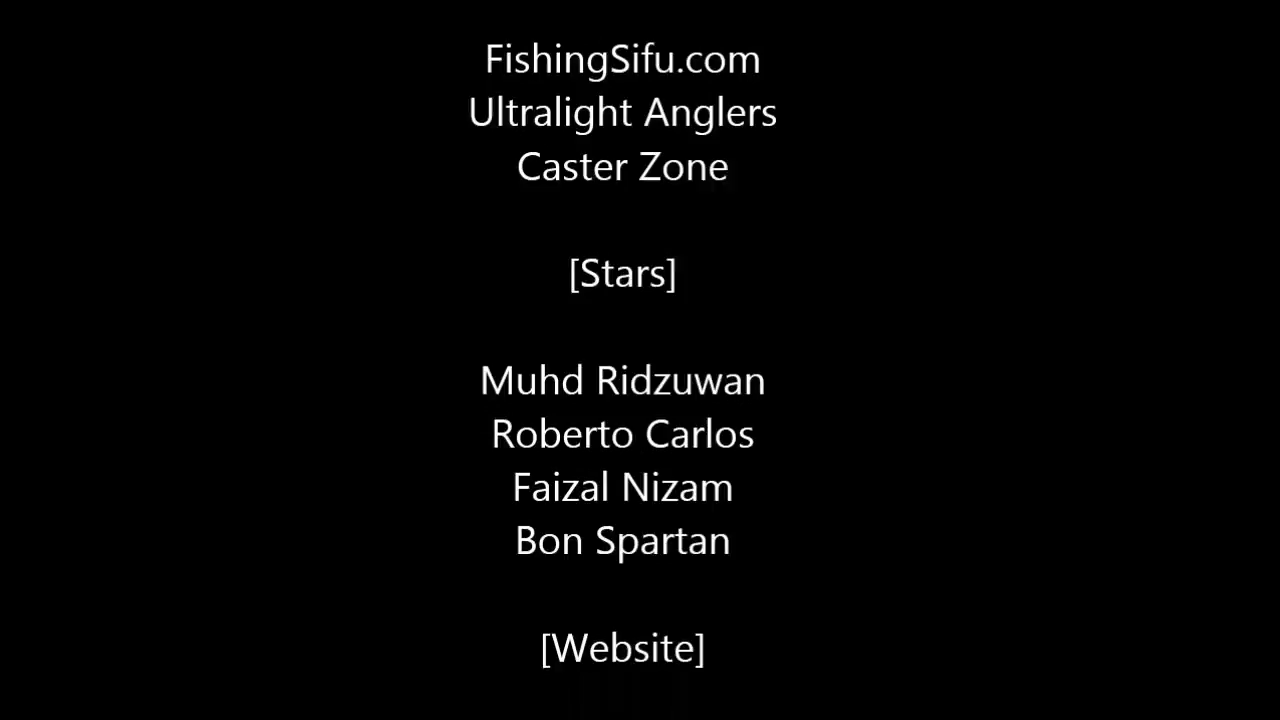 FishingSifu.com
Ultralight Anglers
Caster Zone
[Stars]
Muhd Ridzuwan
Roberto Carlos
Faizal Nizam
Bon Spartan
[Website]